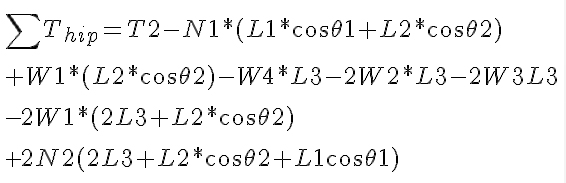 ∑T_hip=T2−N1*(L1*cosθ1+L2*cosθ2)
+W1*(L2*cosθ2)−W4*L3−2W2*L3−2W3L3
−2W1*(2L3+L2*cosθ2)
+2N2(2L3+L2*cosθ2+L1cosθ1)